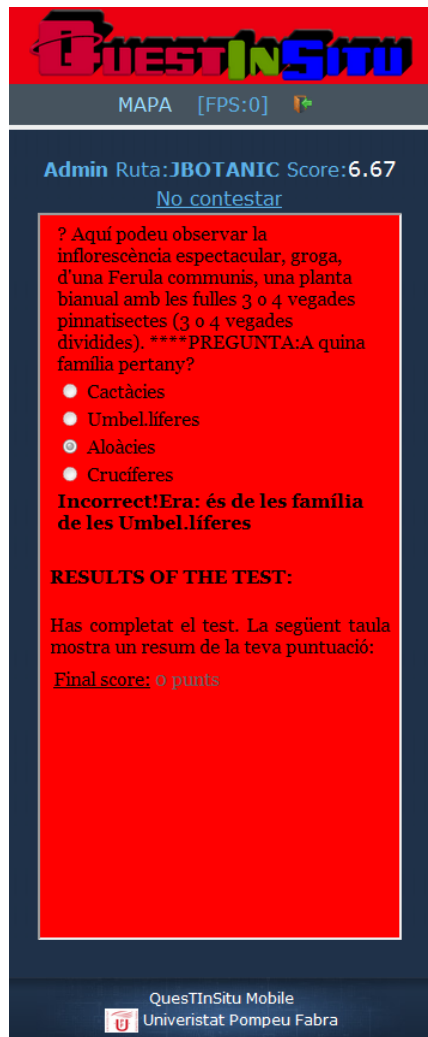 QUESTINSITU
MAPA [FPS:0]
Admin Ruta:JBOTANIC Score:6.67
No contestar
? Aquí podeu observar la
inflorescència espectacular, groga,
d'una Ferula communis, una planta
bianual amb les fulles 3 o 4 vegades
pinnatisectes (3 o 4 vegades
dividides). ****PREGUNTA:A quina
família pertany?
Cactàcies
Umbel.líferes
Aloàcies
Crucíferes
Incorrect!Era: és de les família
de les Umbel.líferes
RESULTS OF THE TEST:
Has completat el test. La següent taula
mostra un resum de la teva puntuació:
Final score: 0 punts
QuesTInSitu Mobile
Univeristat Pompeu Fabra